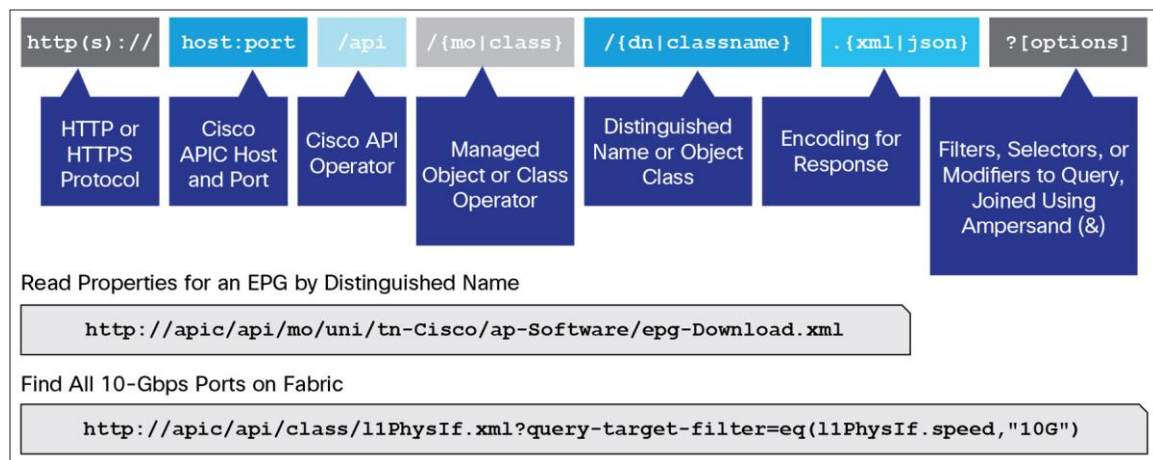 http(s)://
host:port
/api
/{mo|class}
/{dn|classname}
.{xml|json}
?[options]
HTTP or
HTTPS
Protocol
Cisco
APIC Host
and Port
Cisco API
Operator
Managed
Object or Class
Operator
Distinguished
Name or Object
Class
Encoding for
Response
Filters, Selectors, or
Modifiers to Query,
Joined Using
Ampersand (&)
Read Properties for an EPG by Distinguished Name
http://apic/api/mo/uni/tn-Cisco/ap-Software/epg-Download.xml
Find All 10-Gbps Ports on Fabric
http://apic/api/class/l1PhysIf.xml?query-target-filter=eq(l1PhysIf.speed,"10G")